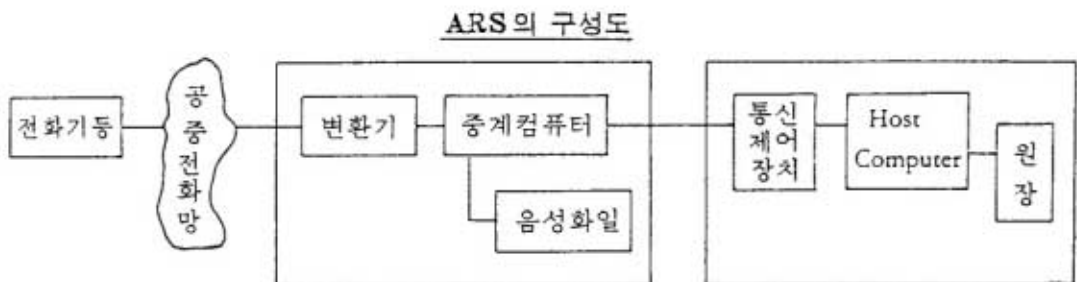 ARS의 구성도
전화기등
공중전화망
변환기
중계컴퓨터
음성화일
통신
제어
장치
Host
Computer
원장